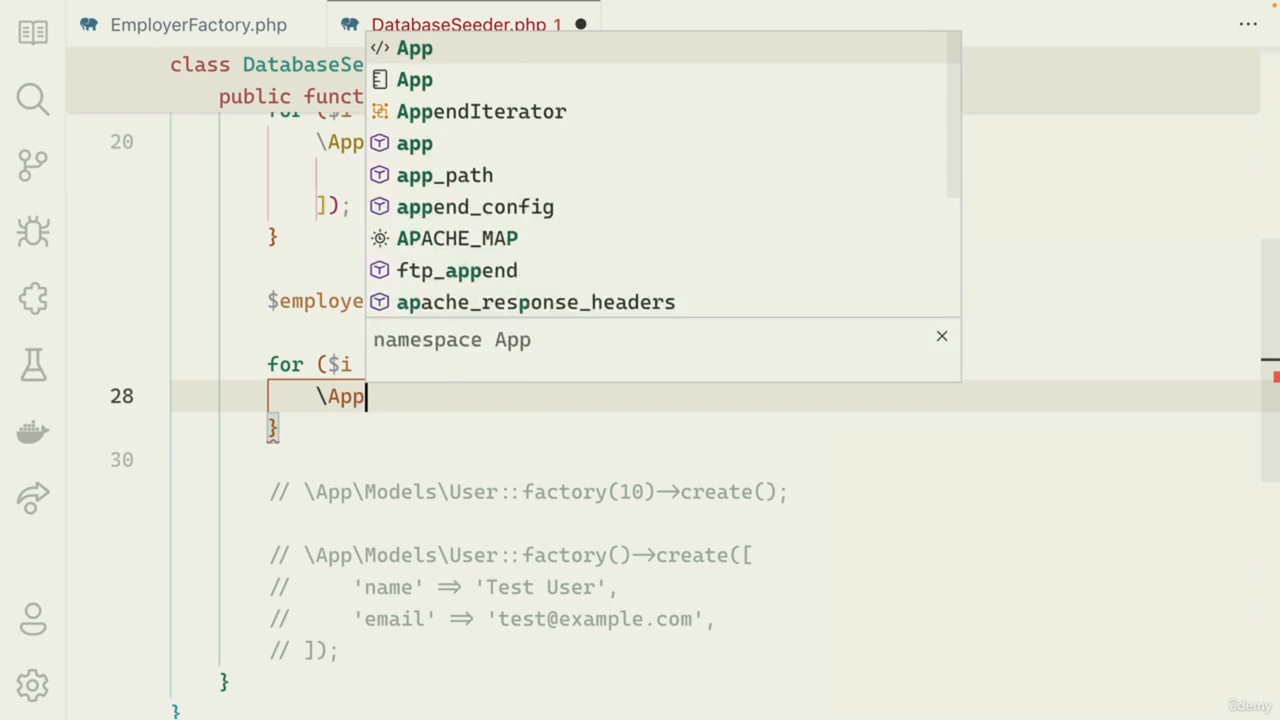 EmployerFactory.php
DatabaseSeeder.php 1
class DatabaseSe
public funct
for ($i
20
\App
]);
}
$employe
for ($i
28
\App
}
30
// \App\Models\User::factory(10)->create();
// \App\Models\User::factory()->create([
// 'name' => 'Test User',
// 'email' => 'test@example.com',
// ]);
}
}
App
App
AppendIterator
app
app_path
append_config
APACHE_MAP
ftp_append
apache_response_headers
namespace App
ûdemy